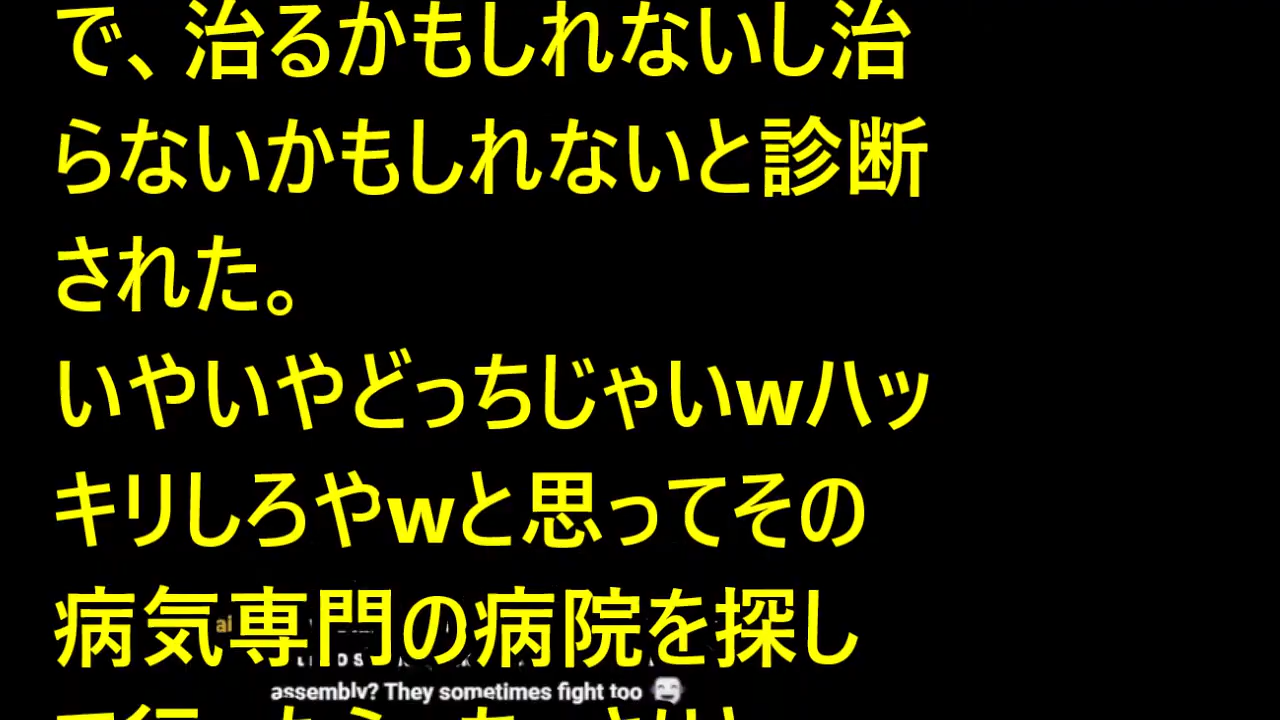 で、治るかもしれないし治
らないかもしれないと診断
された。
いやいやどっちじゃいwハッ
キリしろやwと思ってその
病気専門の病院を探し
ai
assembly? They sometimes fight too